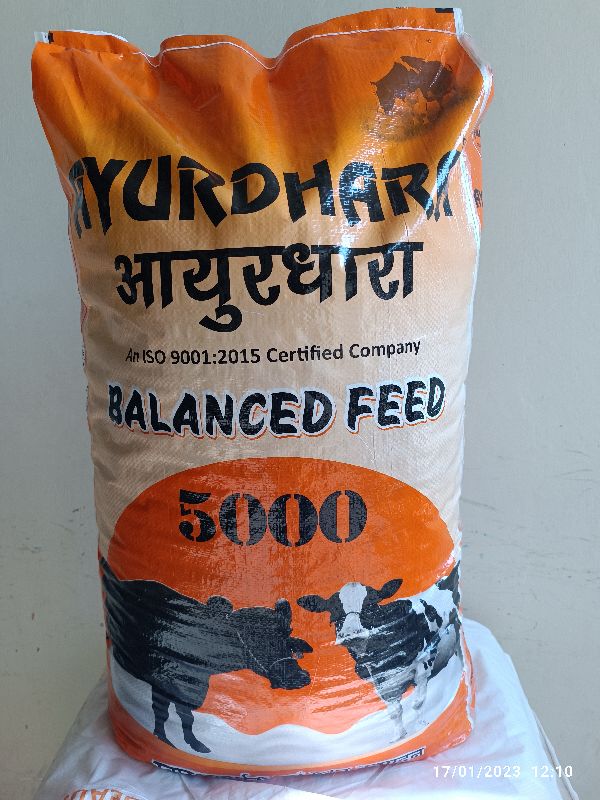 AYURDHARA
आयुरधारा
An ISO 9001:2015 Certified Company
BALANCED FEED
5000
17/01/2023 12:10